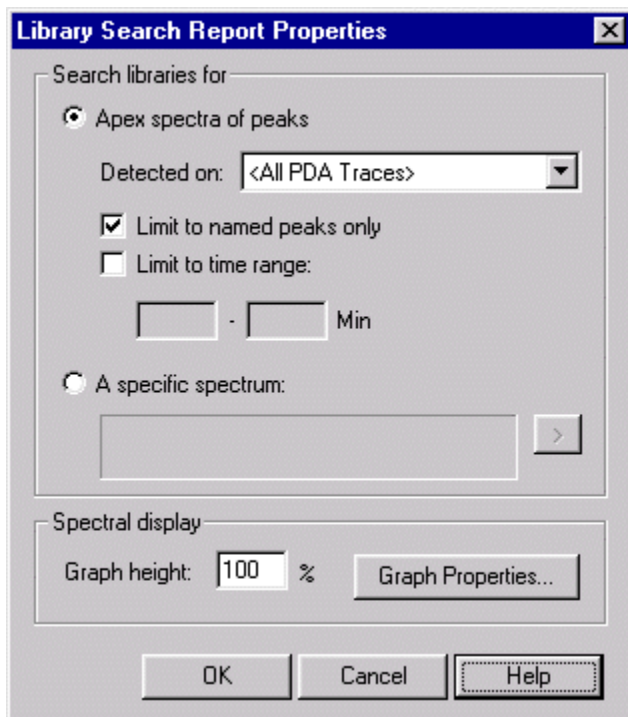 Library Search Report Properties
Search libraries for
Apex spectra of peaks
Detected on: <All PDA Traces>
Limit to named peaks only
Limit to time range:
- Min
A specific spectrum:
>
Spectral display
Graph height: 100 % Graph Properties...
OK Cancel Help